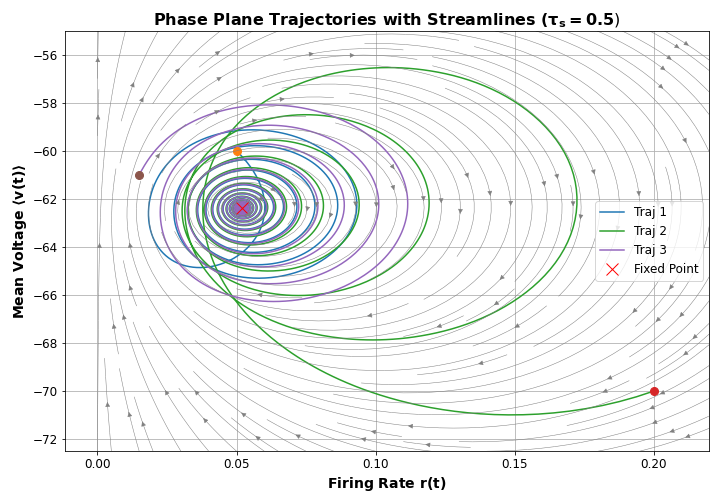 Phase Plane Trajectories with Streamlines (τₛ = 0.5)
Mean Voltage ⟨v(t)⟩
−56
−58
−60
−62
−64
−66
−68
−70
−72
Traj 1
Traj 2
Traj 3
Fixed Point
0.00 0.05 0.10 0.15 0.20
Firing Rate r(t)